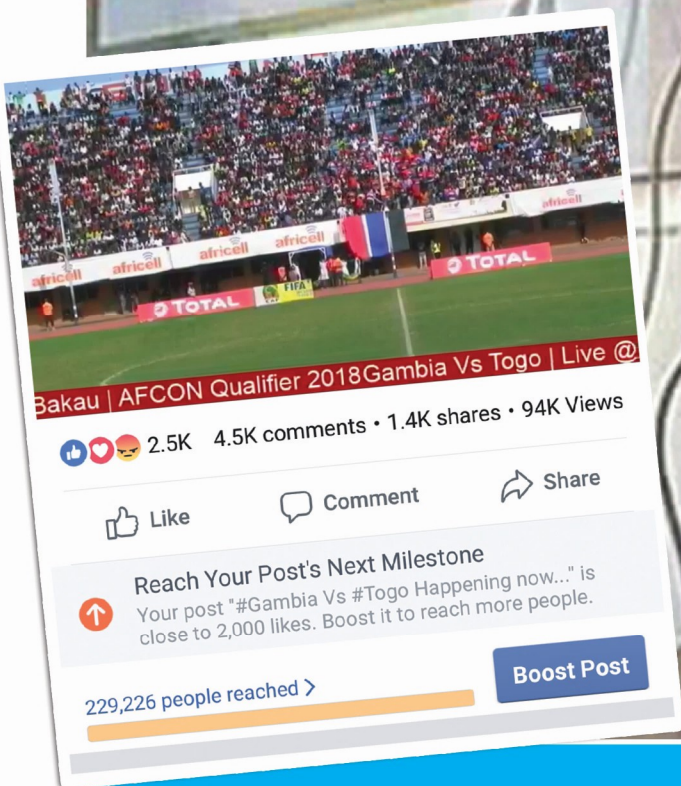 africell
africell
africell
africell
africell
TOTAL
FIFA
TOTAL
Bakau | AFCON Qualifier 2018Gambia Vs Togo | Live @
2.5K 4.5K comments • 1.4K shares • 94K Views
Like Comment Share
Reach Your Post's Next Milestone
Your post "#Gambia Vs #Togo Happening now..." is
close to 2,000 likes. Boost it to reach more people.
229,226 people reached >
Boost Post